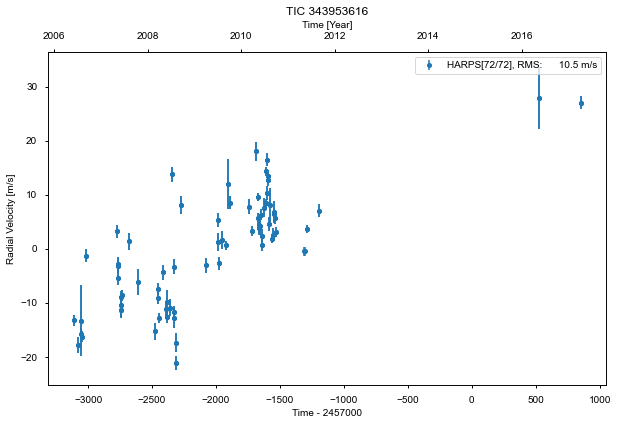 TIC 343953616
Time [Year]
2006 2008 2010 2012 2014 2016
HARPS[72/72], RMS: 10.5 m/s
Radial Velocity [m/s]
30
20
10
0
−10
−20
−3000 −2500 −2000 −1500 −1000 −500 0 500 1000
Time - 2457000